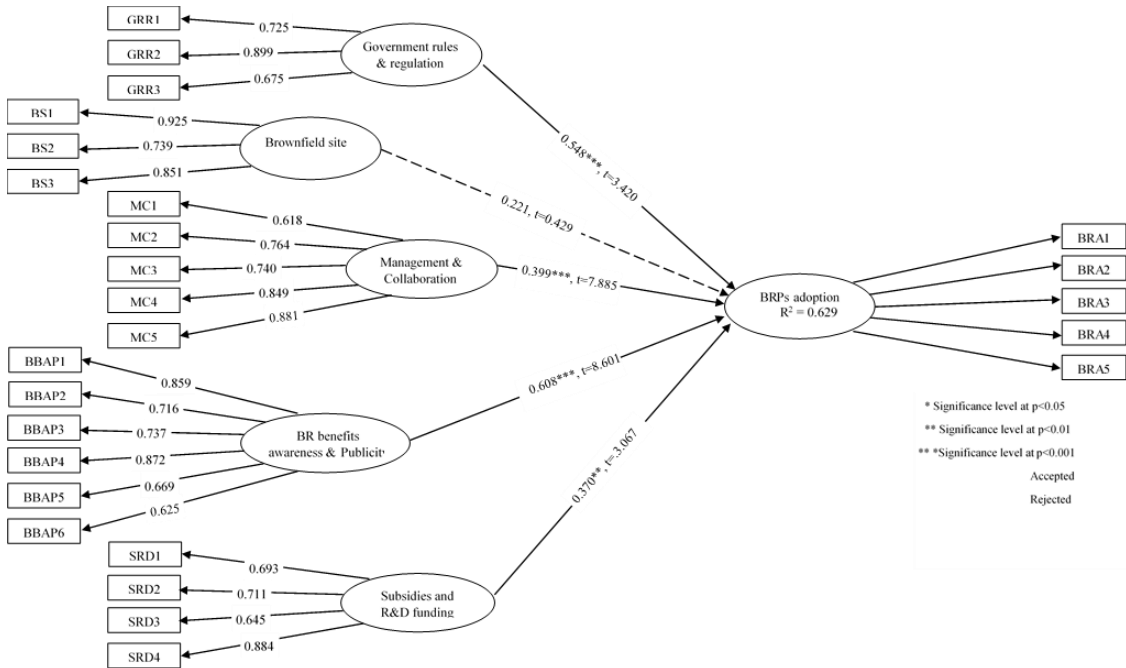 GRR1
0.725
GRR2
0.899
GRR3
0.675
Government rules
& regulation
BS1
0.925
BS2
0.739
BS3
0.851
Brownfield site
MC1
0.618
MC2
0.764
MC3
0.740
MC4
0.849
MC5
0.881
Management &
Collaboration
BBAP1
0.859
BBAP2
0.716
BBAP3
0.737
BBAP4
0.872
BBAP5
0.669
BBAP6
0.625
BR benefits
awareness & Publicit
SRD1
0.693
SRD2
0.711
SRD3
0.645
SRD4
0.884
Subsidies and
R&D funding
0.548***, t=3.420
0.221, t=0.429
0.399***, t=7.885
0.608***, t=8.601
0.370**, t=.3.067
BRPs adoption
R² = 0.629
BRA1
BRA2
BRA3
BRA4
BRA5
* Significance level at p<0.05
** Significance level at p<0.01
** *Significance level at p<0.001
Accepted
Rejected